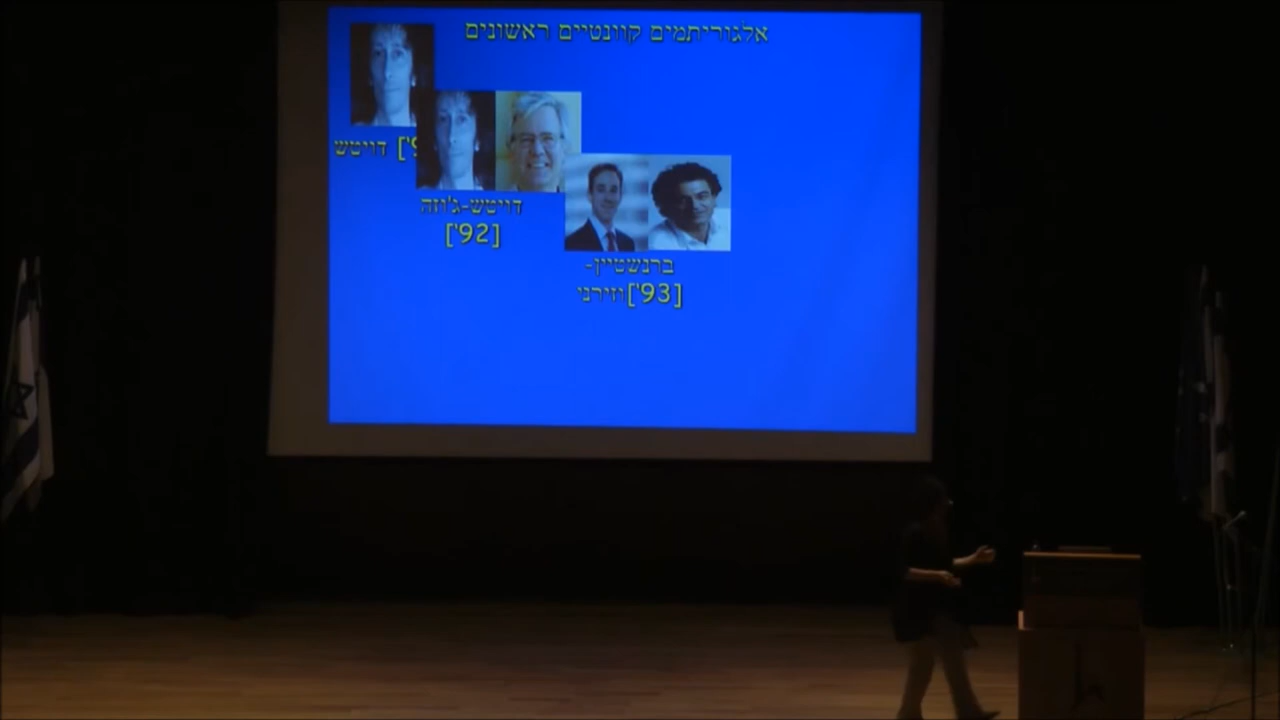 אלגוריתמים קוונטיים ראשונים
דויטש
דויטש-ג'וזה
[92']
ברנשטיין-
וזירני[93']